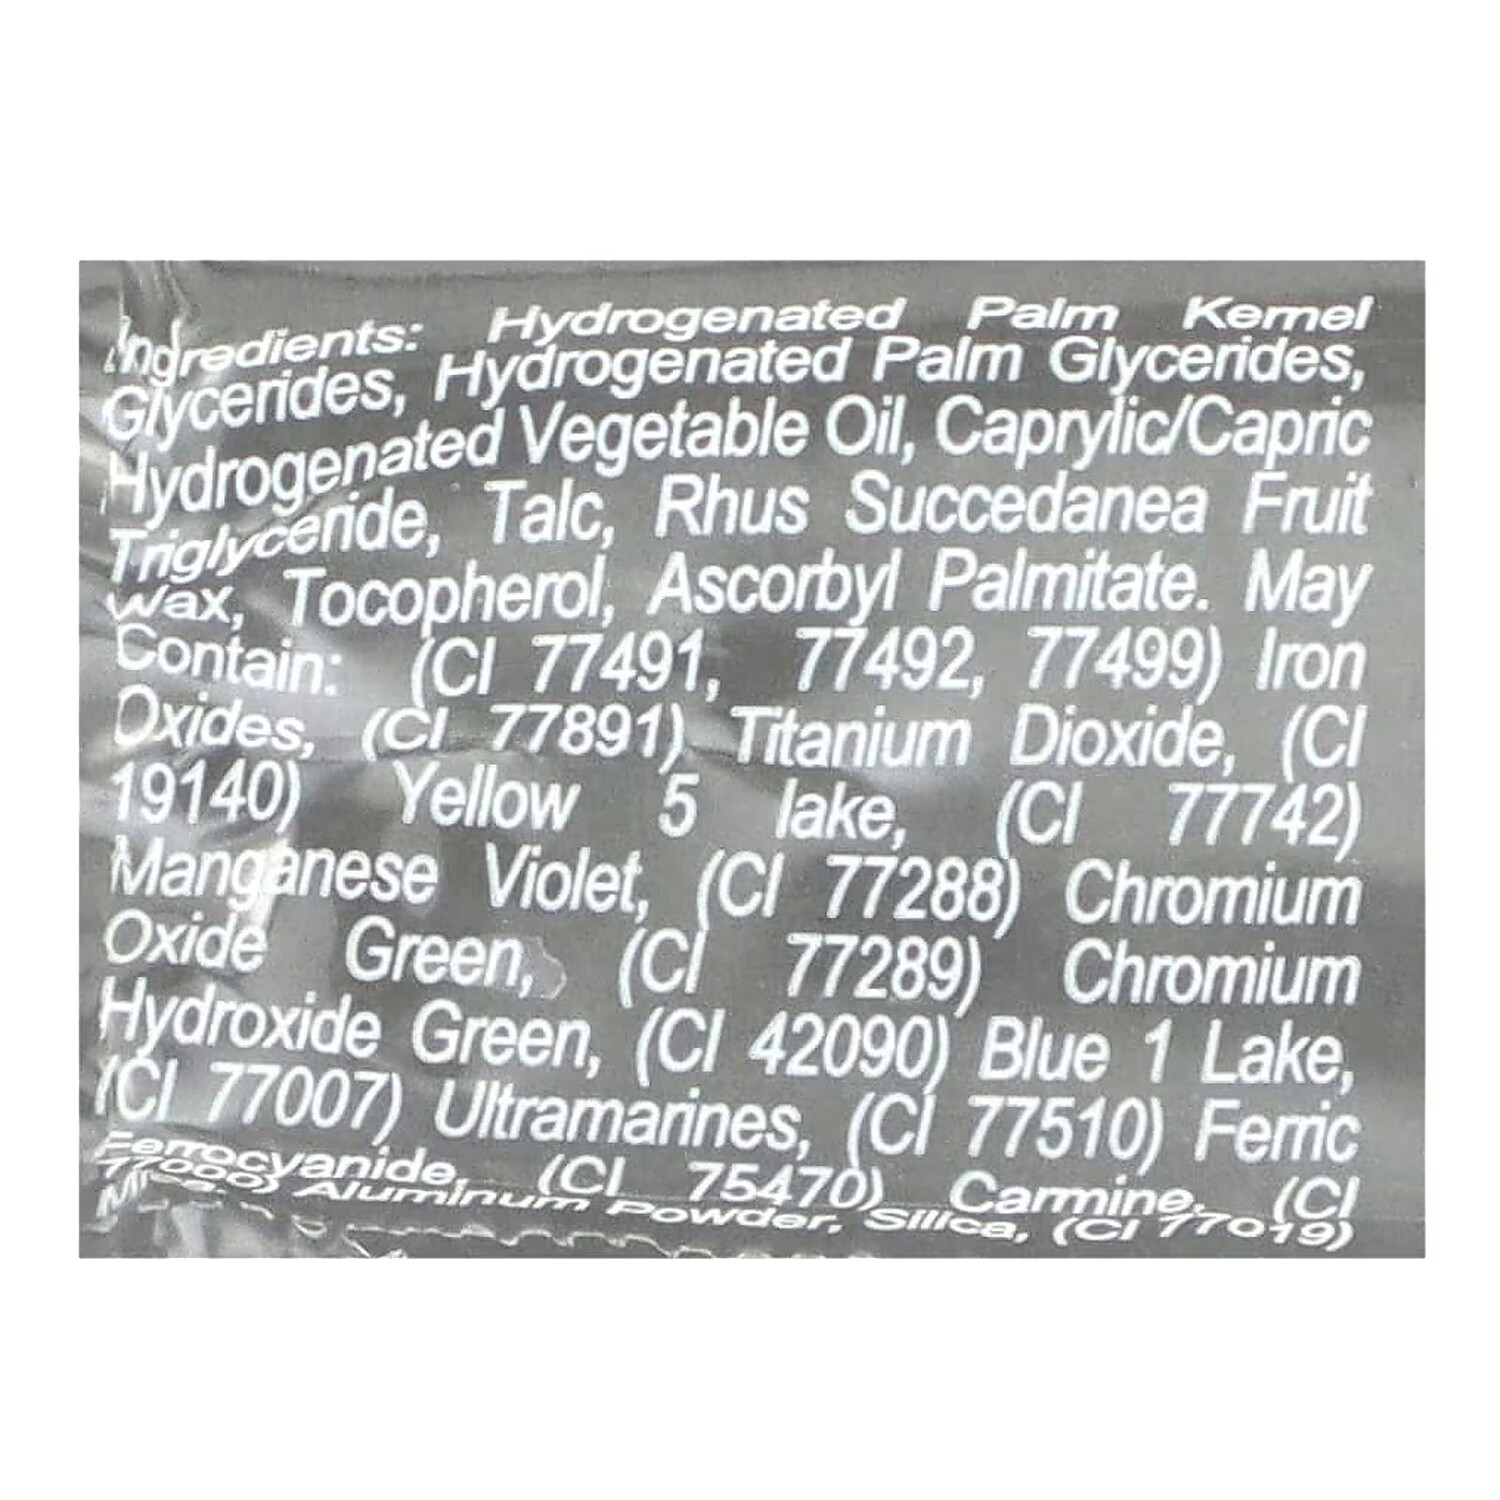 Ingredients: Hydrogenated Palm Kernel
Glycerides, Hydrogenated Palm Glycerides,
Hydrogenated Vegetable Oil, Caprylic/Capric
Triglyceride, Talc, Rhus Succedanea Fruit
wax, Tocopherol, Ascorbyl Palmitate. May
Contain: (CI 77491, 77492, 77499) Iron
Oxides, (CI 77891) Titanium Dioxide, (CI
19140) Yellow 5 lake, (CI 77742)
Manganese Violet, (CI 77288) Chromium
Oxide Green, (CI 77289) Chromium
Hydroxide Green, (CI 42090) Blue 1 Lake,
(CI 77007) Ultramarines, (CI 77510) Ferric
Ferrocyanide, (CI 75470) Carmine, (CI
77000) Aluminum Powder, Silica, (CI 77019)
Mica.